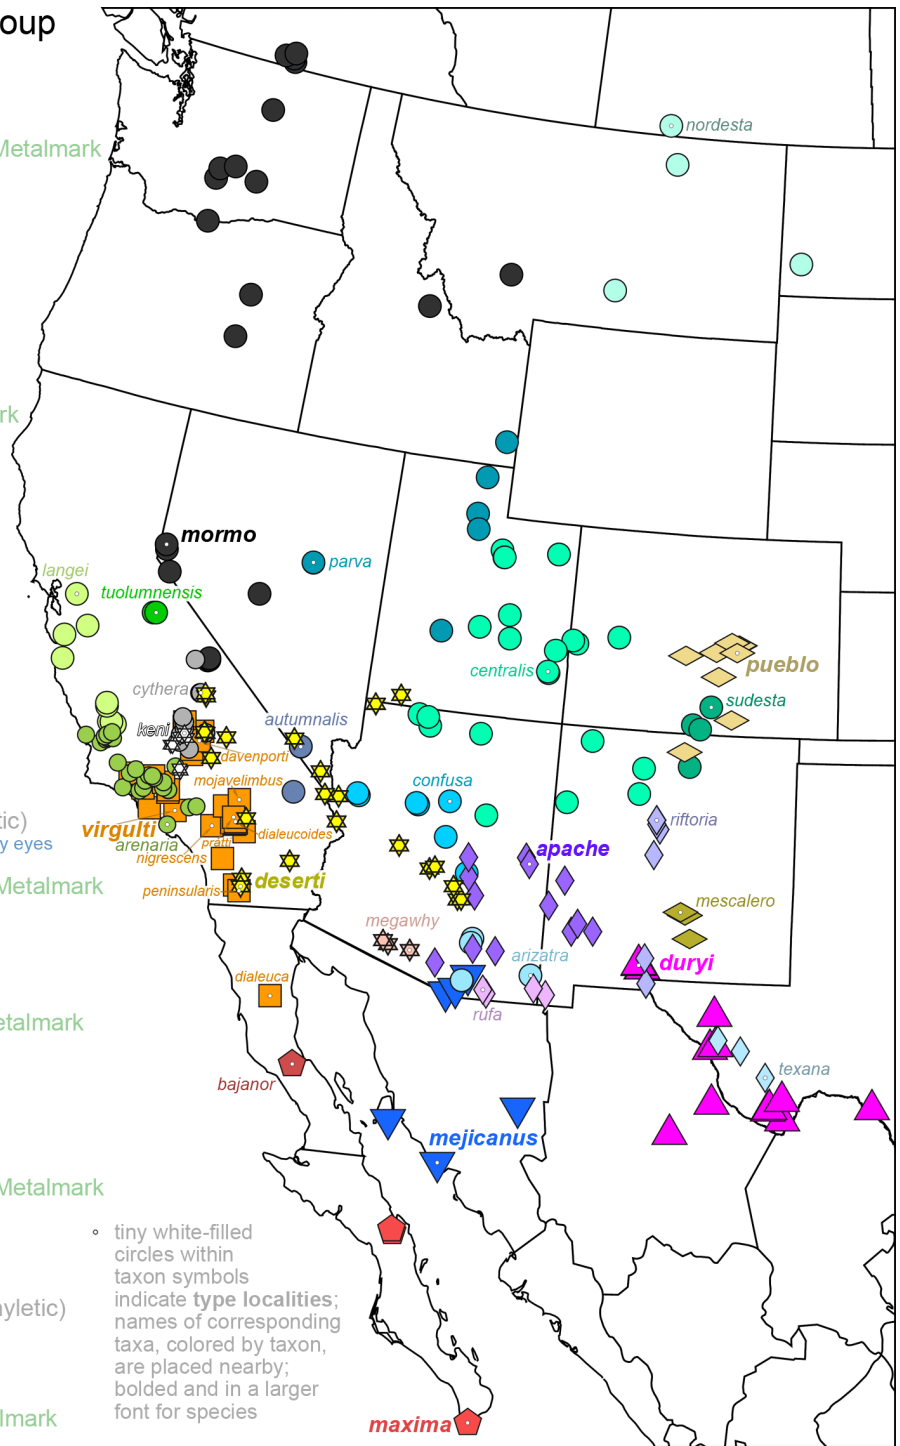 oup
nordesta
Metalmark
rk
mormo
parva
langei
tuolumnensis
centralis
pueblo
cythera
sudesta
keni
autumnalis
davenporti
confusa
mojavelimbus
tic)
y eyes
virgulti
arenaria
pratti
dialeucoides
riftoria
nigrescens
apache
Metalmark
peninsularis
deserti
mescalero
megawhy
arizatra
duryi
dialeuca
rufa
etalmark
texana
bajanor
mejicanus
Metalmark
tiny white-filled
circles within
taxon symbols
indicate type localities;
names of corresponding
taxa, colored by taxon,
are placed nearby;
bolded and in a larger
font for species
yletic)
lmark
maxima